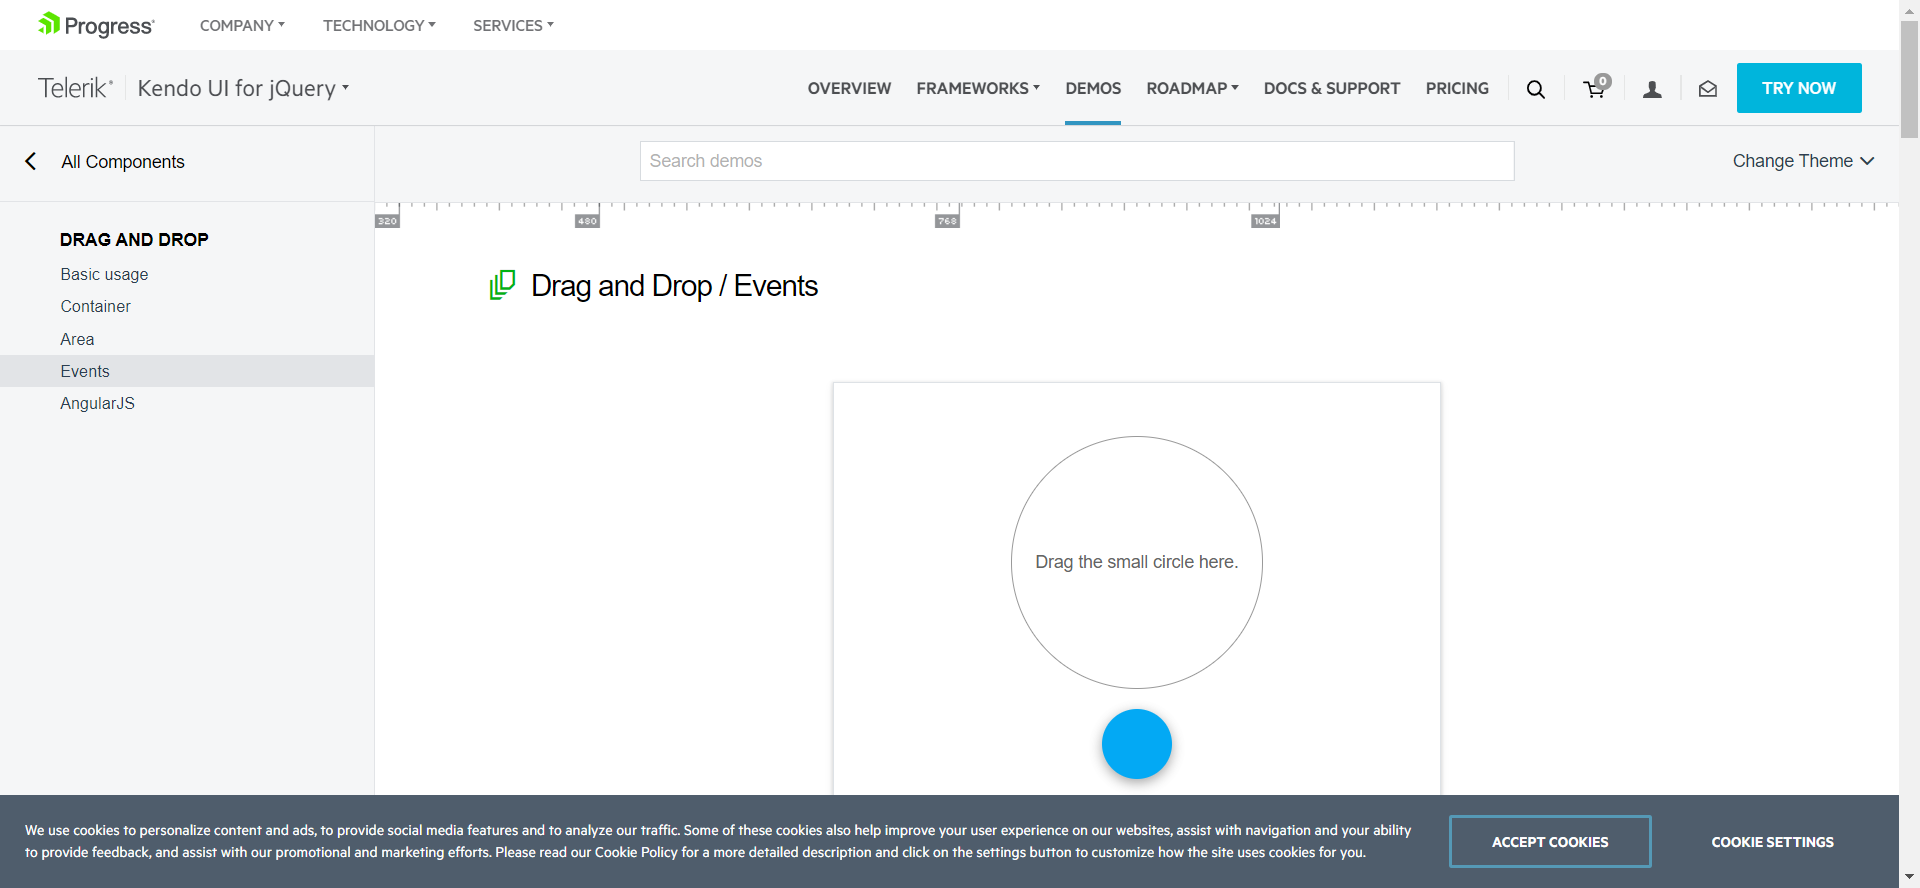 Progress
COMPANY
TECHNOLOGY
SERVICES
Telerik
Kendo UI for jQuery
OVERVIEW
FRAMEWORKS
DEMOS
ROADMAP
DOCS & SUPPORT
PRICING
0
TRY NOW
All Components
Search demos
Change Theme
320
480
768
1024
DRAG AND DROP
Basic usage
Container
Area
Events
AngularJS
Drag and Drop / Events
Drag the small circle here.
We use cookies to personalize content and ads, to provide social media features and to analyze our traffic. Some of these cookies also help improve your user experience on our websites, assist with navigation and your ability
to provide feedback, and assist with our promotional and marketing efforts. Please read our Cookie Policy for a more detailed description and click on the settings button to customize how the site uses cookies for you.
ACCEPT COOKIES
COOKIE SETTINGS